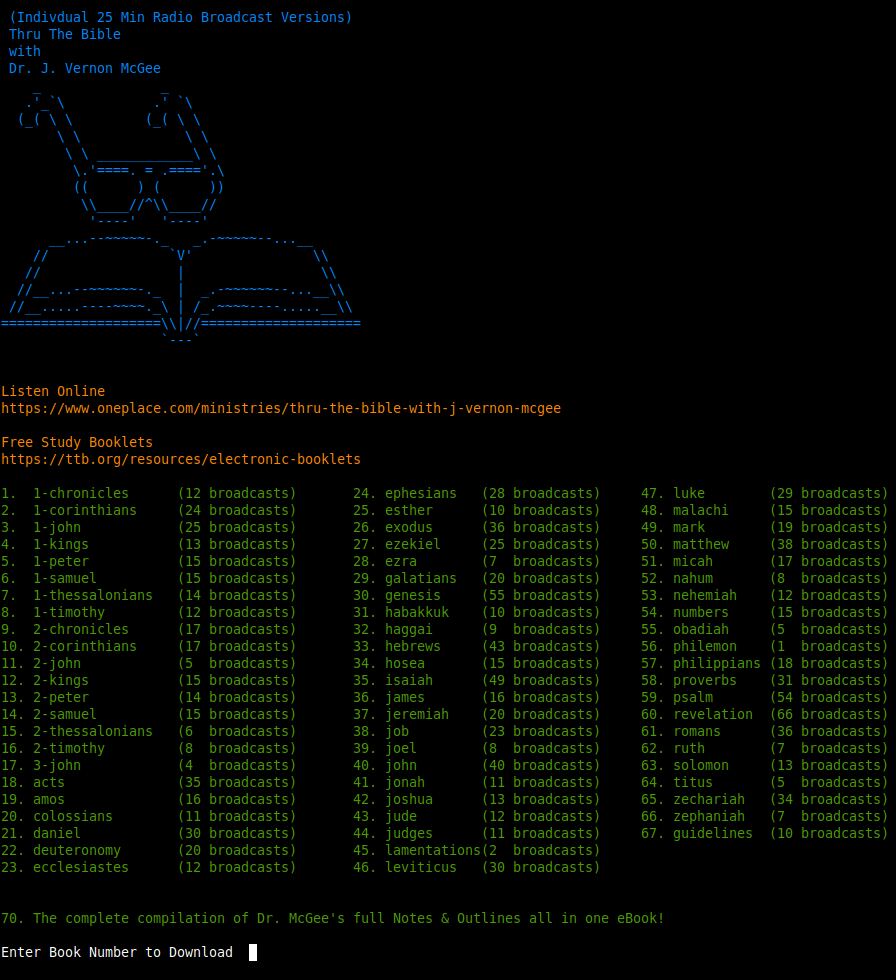 (Indivdual 25 Min Radio Broadcast Versions)
Thru The Bible
with
Dr. J. Vernon McGee
Listen Online
https://www.oneplace.com/ministries/thru-the-bible-with-j-vernon-mcgee
Free Study Booklets
https://ttb.org/resources/electronic-booklets
1.  1-chronicles      (12 broadcasts)       24. ephesians   (28 broadcasts)     47. luke        (29 broadcasts)
2.  1-corinthians     (24 broadcasts)       25. esther      (10 broadcasts)     48. malachi     (15 broadcasts)
3.  1-john            (25 broadcasts)       26. exodus      (36 broadcasts)     49. mark        (19 broadcasts)
4.  1-kings           (13 broadcasts)       27. ezekiel     (25 broadcasts)     50. matthew     (38 broadcasts)
5.  1-peter           (15 broadcasts)       28. ezra        (7  broadcasts)     51. micah       (17 broadcasts)
6.  1-samuel          (15 broadcasts)       29. galatians   (20 broadcasts)     52. nahum       (8  broadcasts)
7.  1-thessalonians   (14 broadcasts)       30. genesis     (55 broadcasts)     53. nehemiah    (12 broadcasts)
8.  1-timothy         (12 broadcasts)       31. habakkuk    (10 broadcasts)     54. numbers     (15 broadcasts)
9.  2-chronicles      (17 broadcasts)       32. haggai      (9  broadcasts)     55. obadiah     (5  broadcasts)
10. 2-corinthians     (17 broadcasts)       33. hebrews     (43 broadcasts)     56. philemon    (1  broadcasts)
11. 2-john            (5  broadcasts)       34. hosea       (15 broadcasts)     57. philippians (18 broadcasts)
12. 2-kings           (15 broadcasts)       35. isaiah      (49 broadcasts)     58. proverbs    (31 broadcasts)
13. 2-peter           (14 broadcasts)       36. james       (16 broadcasts)     59. psalm       (54 broadcasts)
14. 2-samuel          (15 broadcasts)       37. jeremiah    (20 broadcasts)     60. revelation  (66 broadcasts)
15. 2-thessalonians   (6  broadcasts)       38. job         (23 broadcasts)     61. romans      (36 broadcasts)
16. 2-timothy         (8  broadcasts)       39. joel        (8  broadcasts)     62. ruth        (7  broadcasts)
17. 3-john            (4  broadcasts)       40. john        (40 broadcasts)     63. solomon     (13 broadcasts)
18. acts              (35 broadcasts)       41. jonah       (11 broadcasts)     64. titus       (5  broadcasts)
19. amos              (16 broadcasts)       42. joshua      (13 broadcasts)     65. zechariah   (34 broadcasts)
20. colossians        (11 broadcasts)       43. jude        (12 broadcasts)     66. zephaniah   (7  broadcasts)
21. daniel            (30 broadcasts)       44. judges      (11 broadcasts)     67. guidelines  (10 broadcasts)
22. deuteronomy       (20 broadcasts)       45. lamentations(2  broadcasts)
23. ecclesiastes      (12 broadcasts)       46. leviticus   (30 broadcasts)
70. The complete compilation of Dr. McGee's full Notes & Outlines all in one eBook!
Enter Book Number to Download